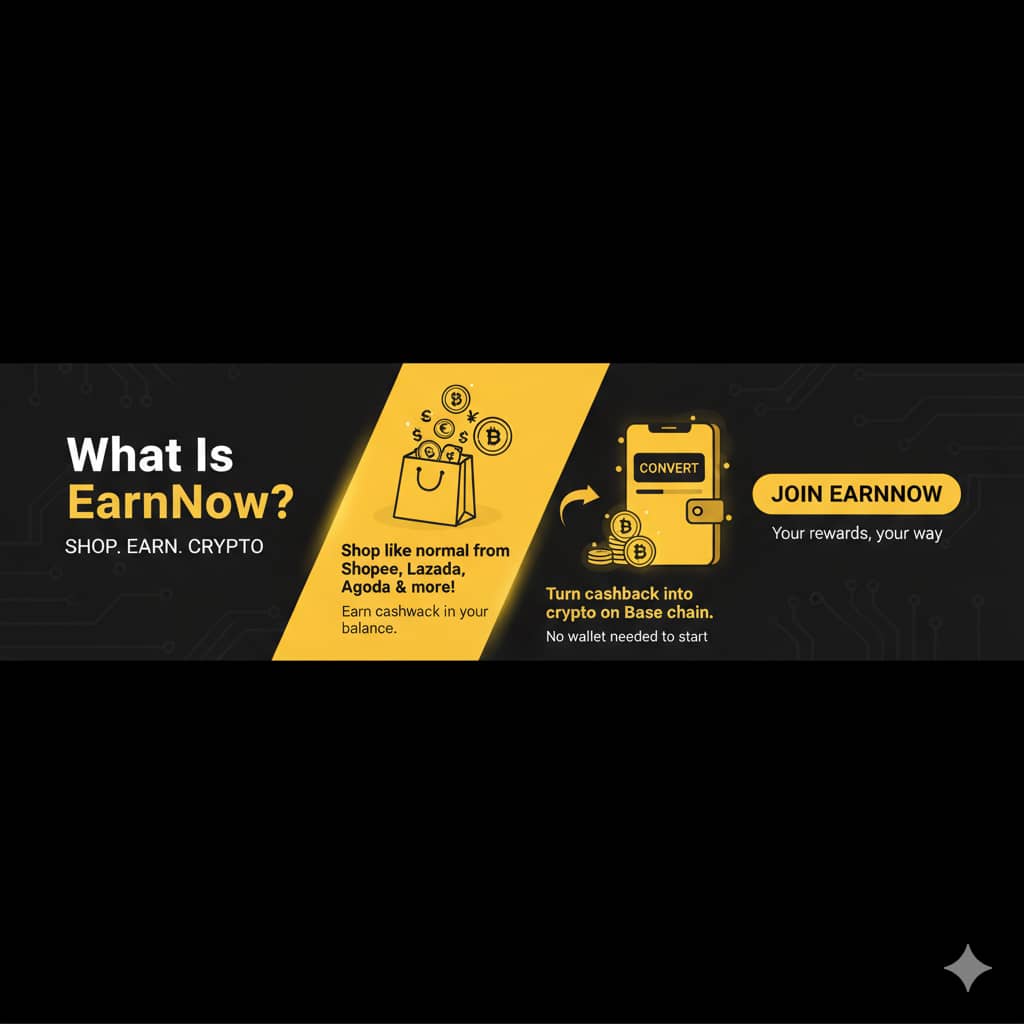 What Is
EarnNow?
SHOP. EARN. CRYPTO
Shop like normal from
Shopee, Lazada,
Agoda & more!
Earn cashwack in your
balance.
CONVERT
Turn cashback into
crypto on Base chain.
No wallet needed to start
JOIN EARNNOW
Your rewards, your way